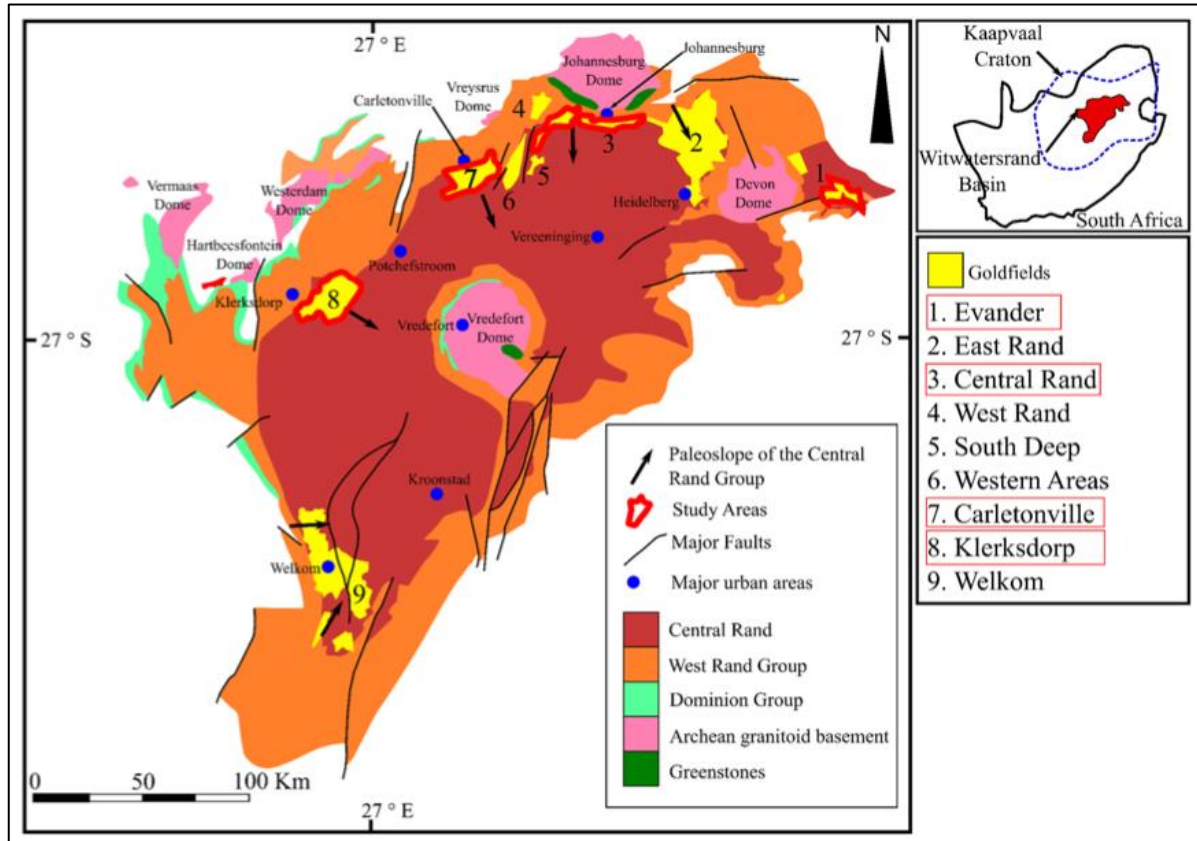 27 ° E
N
Johannesburg
Johannesburg
Dome
Vreysrus
Dome
Carletonville
4
3
2
1
5
7
6
Vermaas
Dome
Westerdam
Dome
Devon
Dome
Heidelberg
Hartbeesfontein
Dome
Vereeninging
Potchefstroom
Klerksdorp
8
Vredefort
Vredefort
Dome
27 ° S
27 ° S
Kroonstad
Welkom
9
0 50 100 Km
27 ° E
Paleoslope of the Central
Rand Group
Study Areas
Major Faults
Major urban areas
Central Rand
West Rand Group
Dominion Group
Archean granitoid basement
Greenstones
Kaapvaal
Craton
Witwatersrand
Basin
South Africa
Goldfields
1. Evander
2. East Rand
3. Central Rand
4. West Rand
5. South Deep
6. Western Areas
7. Carletonville
8. Klerksdorp
9. Welkom